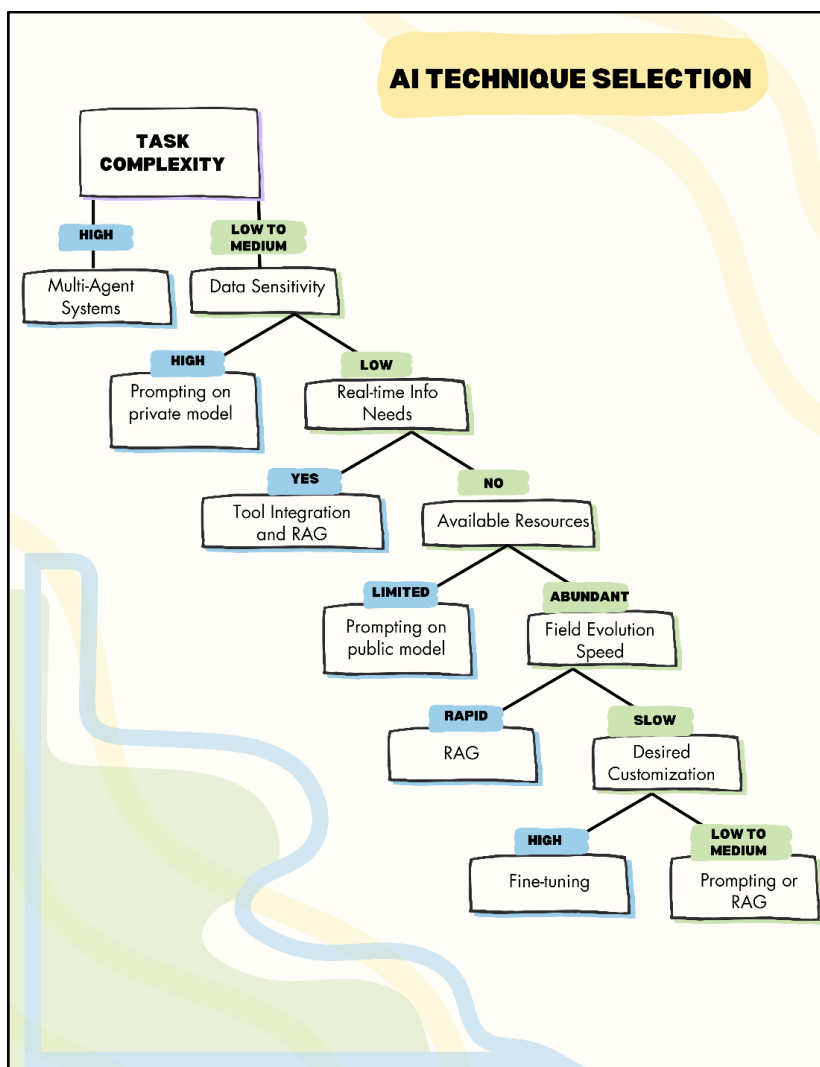 AI TECHNIQUE SELECTION
TASK
COMPLEXITY
HIGH
LOW TO
MEDIUM
Multi-Agent
Systems
Data Sensitivity
HIGH
LOW
Prompting on
private model
Real-time Info
Needs
YES
NO
Tool Integration
and RAG
Available Resources
LIMITED
ABUNDANT
Prompting on
public model
Field Evolution
Speed
RAPID
SLOW
RAG
Desired
Customization
HIGH
LOW TO
MEDIUM
Fine-tuning
Prompting or
RAG